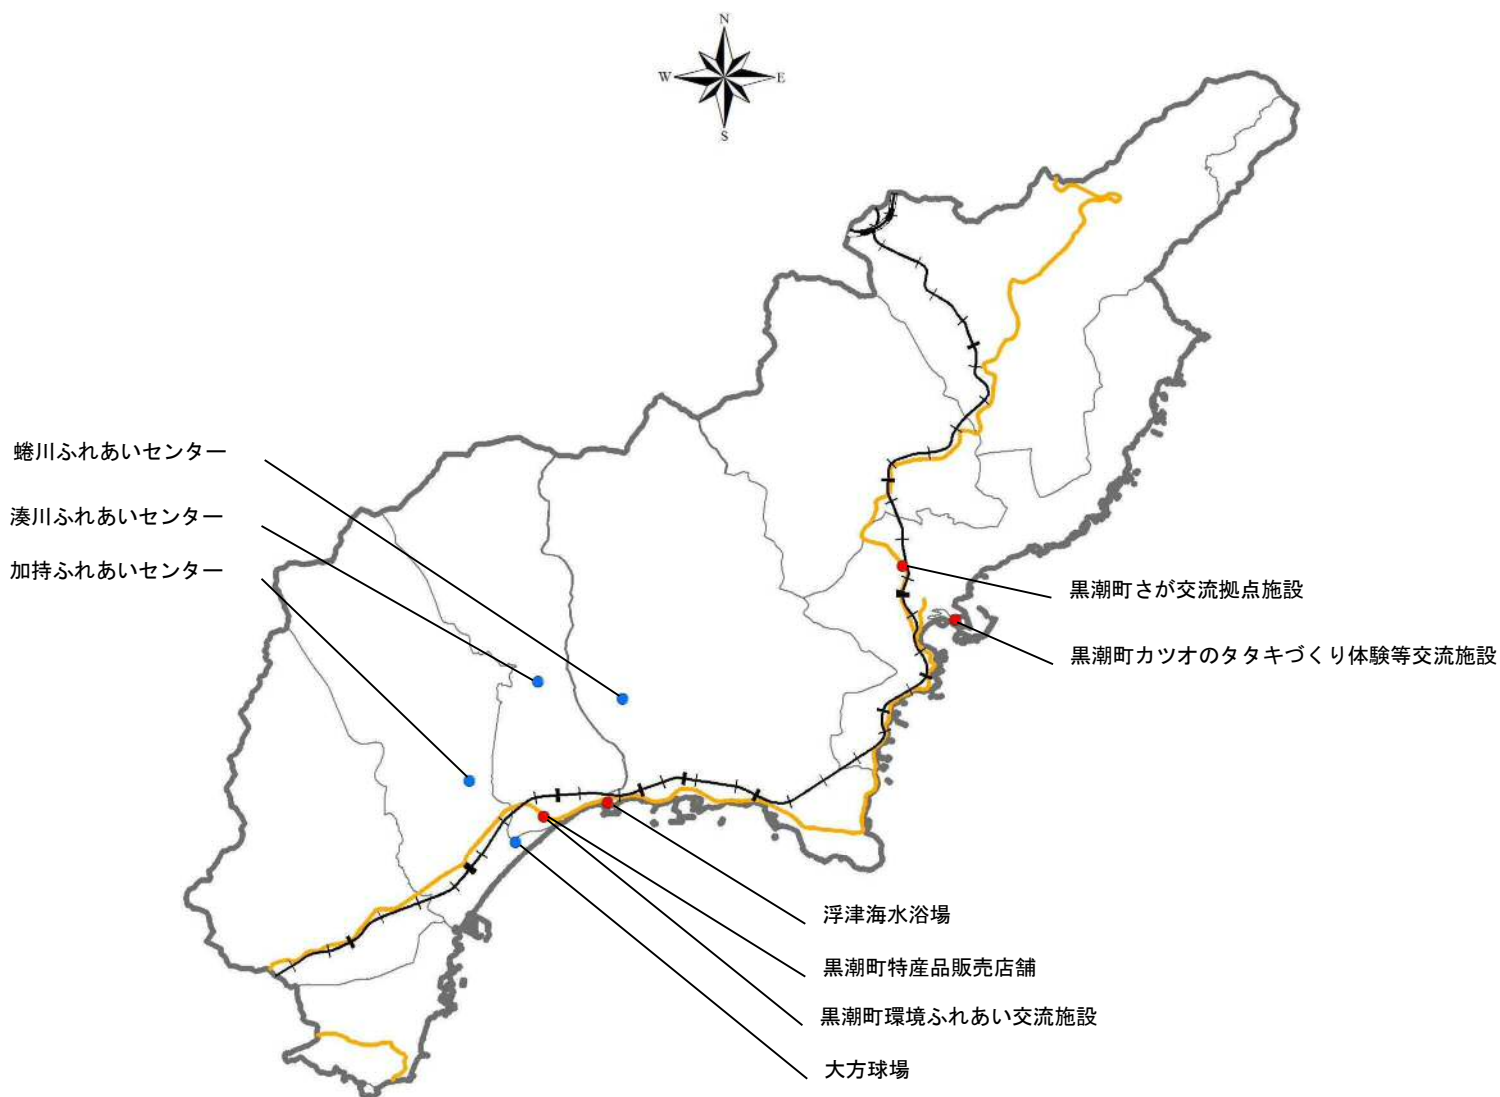 N
W
E
S
蜷川ふれあいセンター
湊川ふれあいセンター
加持ふれあいセンター
黒潮町さが交流拠点施設
黒潮町カツオのタタキづくり体験等交流施設
浮津海水浴場
黒潮町特産品販売店舗
黒潮町環境ふれあい交流施設
大方球場